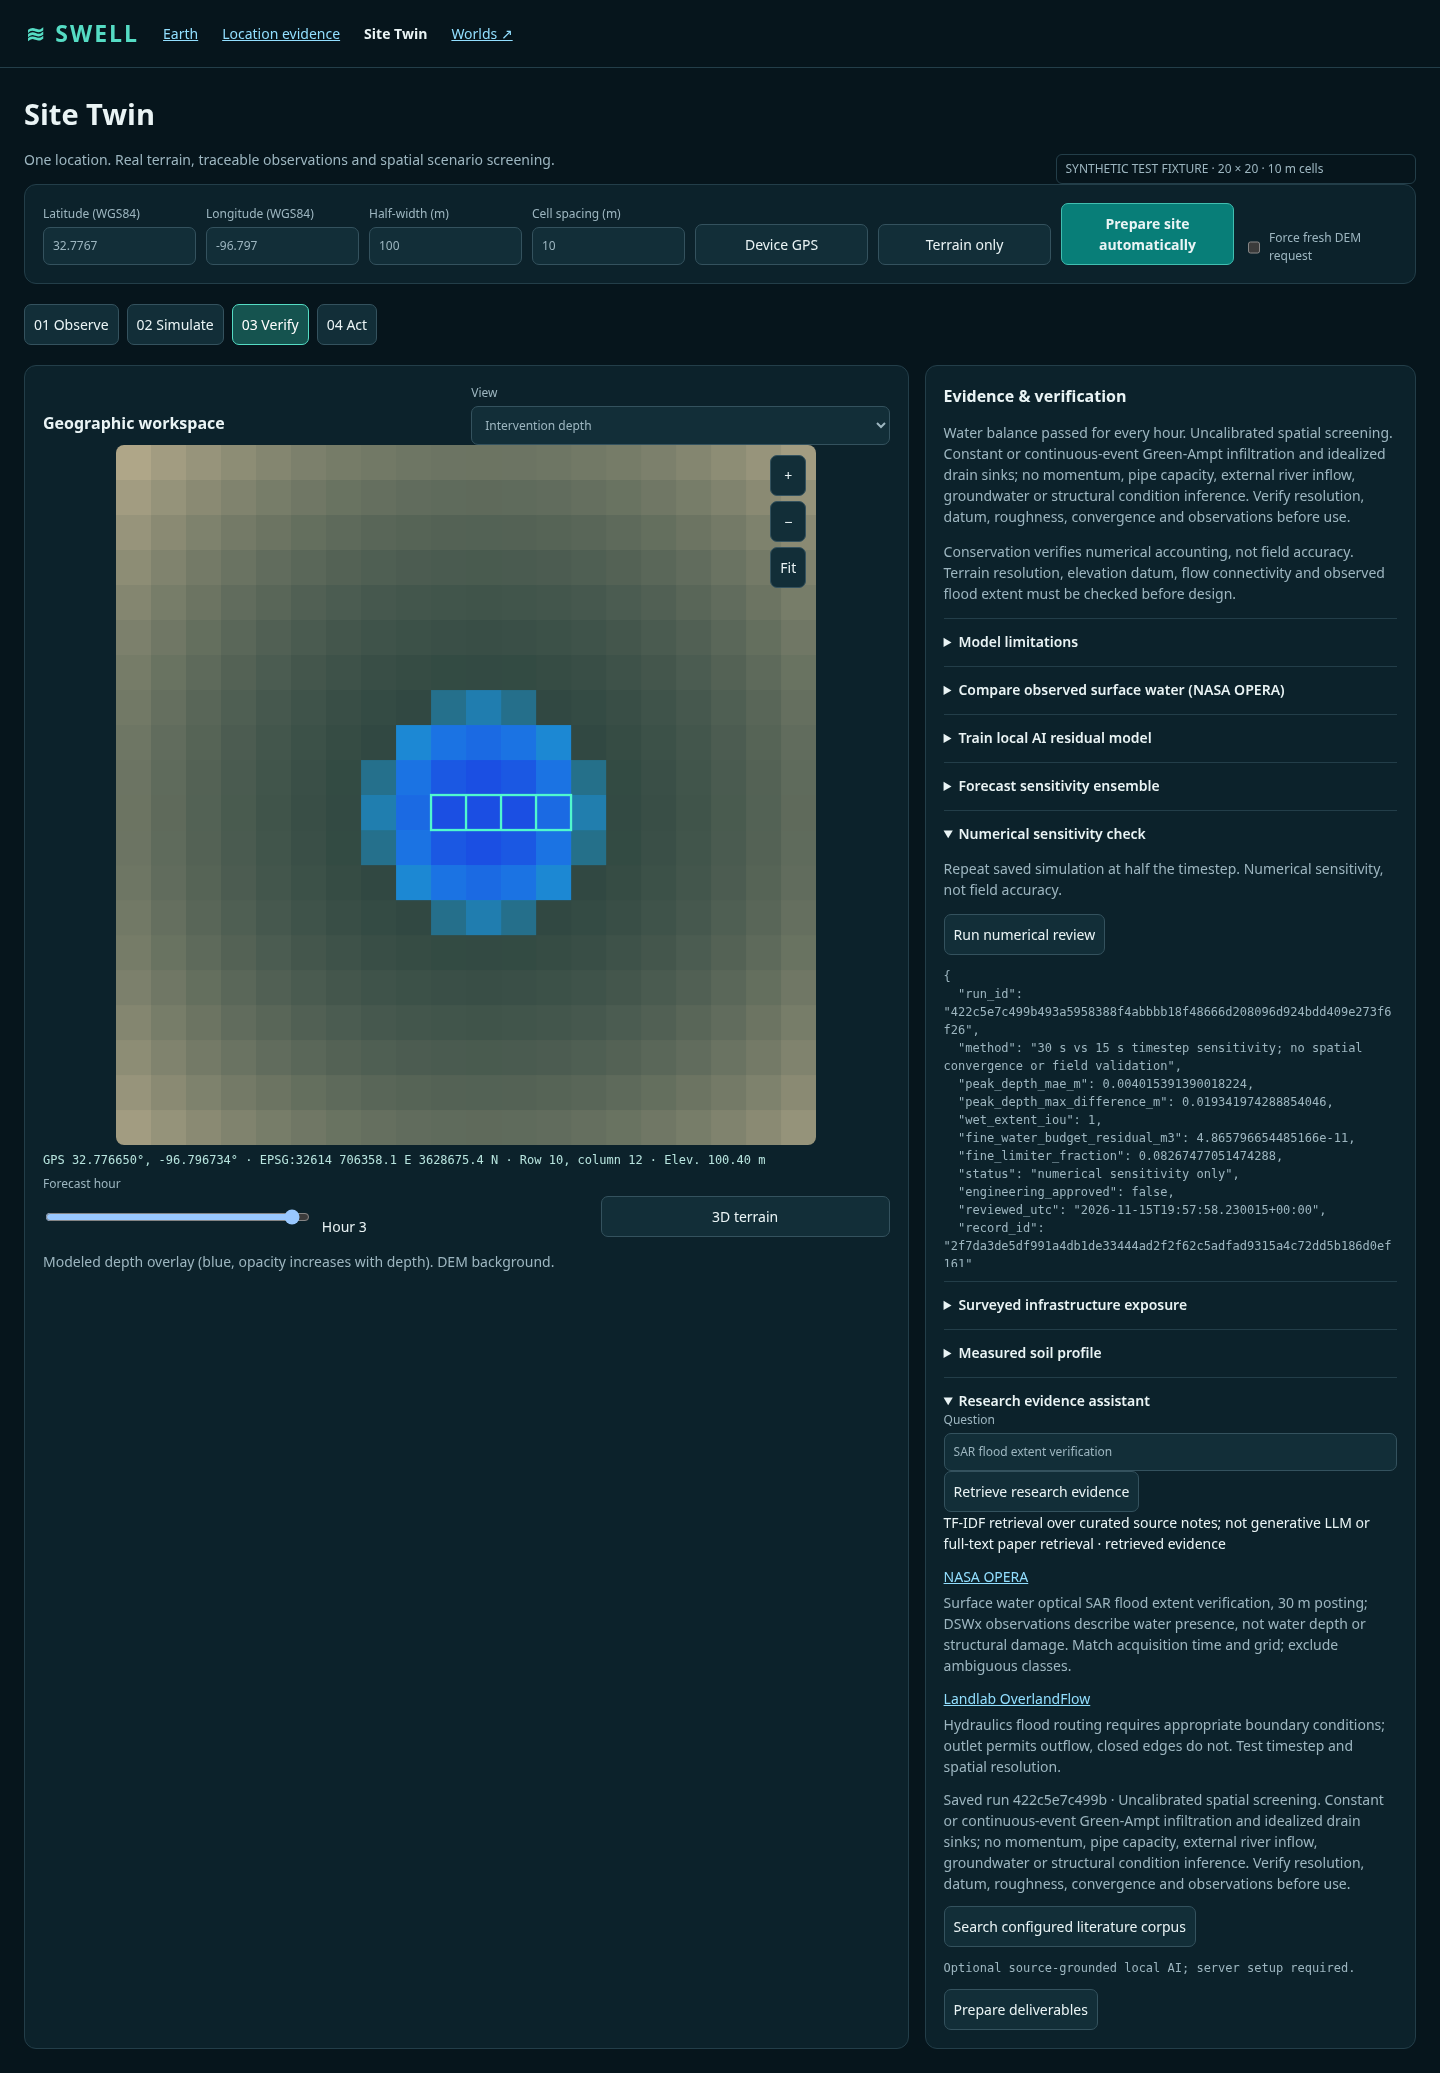 ≋ SWELL Earth Location evidence Site Twin Worlds ↗
Site Twin
One location. Real terrain, traceable observations and spatial scenario screening.
SYNTHETIC TEST FIXTURE · 20 × 20 · 10 m cells
Latitude (WGS84) Longitude (WGS84) Half-width (m) Cell spacing (m)
32.7767 -96.797 100 10 Device GPS Terrain only
Prepare site
automatically
Force fresh DEM
request
01 Observe 02 Simulate 03 Verify 04 Act
Geographic workspace
View
Intervention depth
+
−
Fit
GPS 32.776650°, -96.796734° · EPSG:32614 706358.1 E 3628675.4 N · Row 10, column 12 · Elev. 100.40 m
Forecast hour
Hour 3
3D terrain
Modeled depth overlay (blue, opacity increases with depth). DEM background.
Evidence & verification
Water balance passed for every hour. Uncalibrated spatial screening.
Constant or continuous-event Green-Ampt infiltration and idealized
drain sinks; no momentum, pipe capacity, external river inflow,
groundwater or structural condition inference. Verify resolution,
datum, roughness, convergence and observations before use.
Conservation verifies numerical accounting, not field accuracy.
Terrain resolution, elevation datum, flow connectivity and observed
flood extent must be checked before design.
▶ Model limitations
▶ Compare observed surface water (NASA OPERA)
▶ Train local AI residual model
▶ Forecast sensitivity ensemble
▼ Numerical sensitivity check
Repeat saved simulation at half the timestep. Numerical sensitivity,
not field accuracy.
Run numerical review
{
"run_id":
"422c5e7c499b493a5958388f4abbbb18f48666d208096d924bdd409e273f6
f26",
"method": "30 s vs 15 s timestep sensitivity; no spatial
convergence or field validation",
"peak_depth_mae_m": 0.004015391390018224,
"peak_depth_max_difference_m": 0.019341974288854046,
"wet_extent_iou": 1,
"fine_water_budget_residual_m3": 4.865796654485166e-11,
"fine_limiter_fraction": 0.08267477051474288,
"status": "numerical sensitivity only",
"engineering_approved": false,
"reviewed_utc": "2026-11-15T19:57:58.230015+00:00",
"record_id":
"2f7da3de5df991a4db1de33444ad2f2f62c5adfad9315a4c72dd5b186d0ef
161"
▶ Surveyed infrastructure exposure
▶ Measured soil profile
▼ Research evidence assistant
Question
SAR flood extent verification
Retrieve research evidence
TF-IDF retrieval over curated source notes; not generative LLM or
full-text paper retrieval · retrieved evidence
NASA OPERA
Surface water optical SAR flood extent verification, 30 m posting;
DSWx observations describe water presence, not water depth or
structural damage. Match acquisition time and grid; exclude
ambiguous classes.
Landlab OverlandFlow
Hydraulics flood routing requires appropriate boundary conditions;
outlet permits outflow, closed edges do not. Test timestep and
spatial resolution.
Saved run 422c5e7c499b · Uncalibrated spatial screening. Constant
or continuous-event Green-Ampt infiltration and idealized drain
sinks; no momentum, pipe capacity, external river inflow,
groundwater or structural condition inference. Verify resolution,
datum, roughness, convergence and observations before use.
Search configured literature corpus
Optional source-grounded local AI; server setup required.
Prepare deliverables